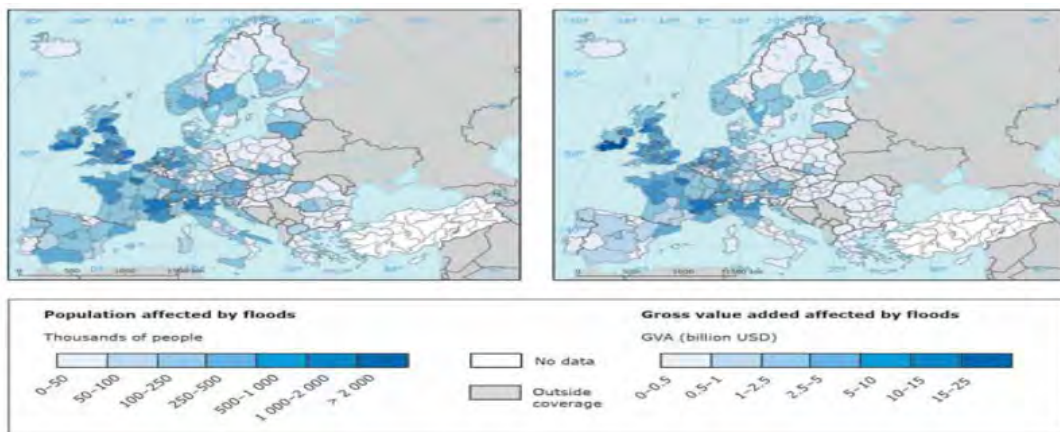 Population affected by floods
Thousands of people
0–50
50–100
100–250
250–500
500–1 000
1 000–2 000
> 2 000
No data
Outside
coverage
Gross value added affected by floods
GVA (billion USD)
0–0.5
0.5–1
1–2.5
2.5–5
5–10
10–15
15–25